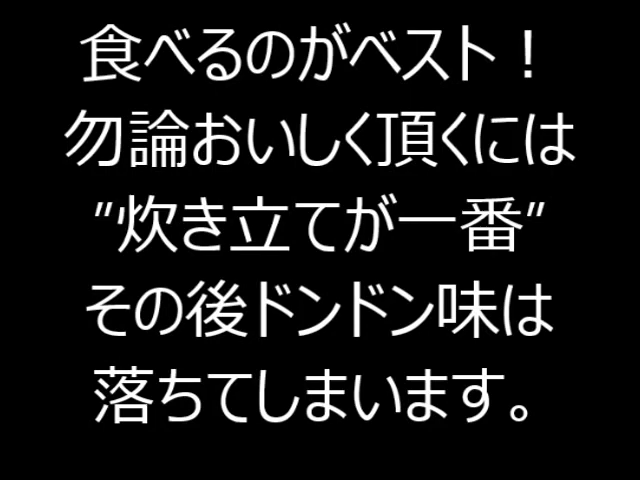 食べるのがベスト！
勿論おいしく頂くには
"炊き立てが一番"
その後ドンドン味は
落ちてしまいます。